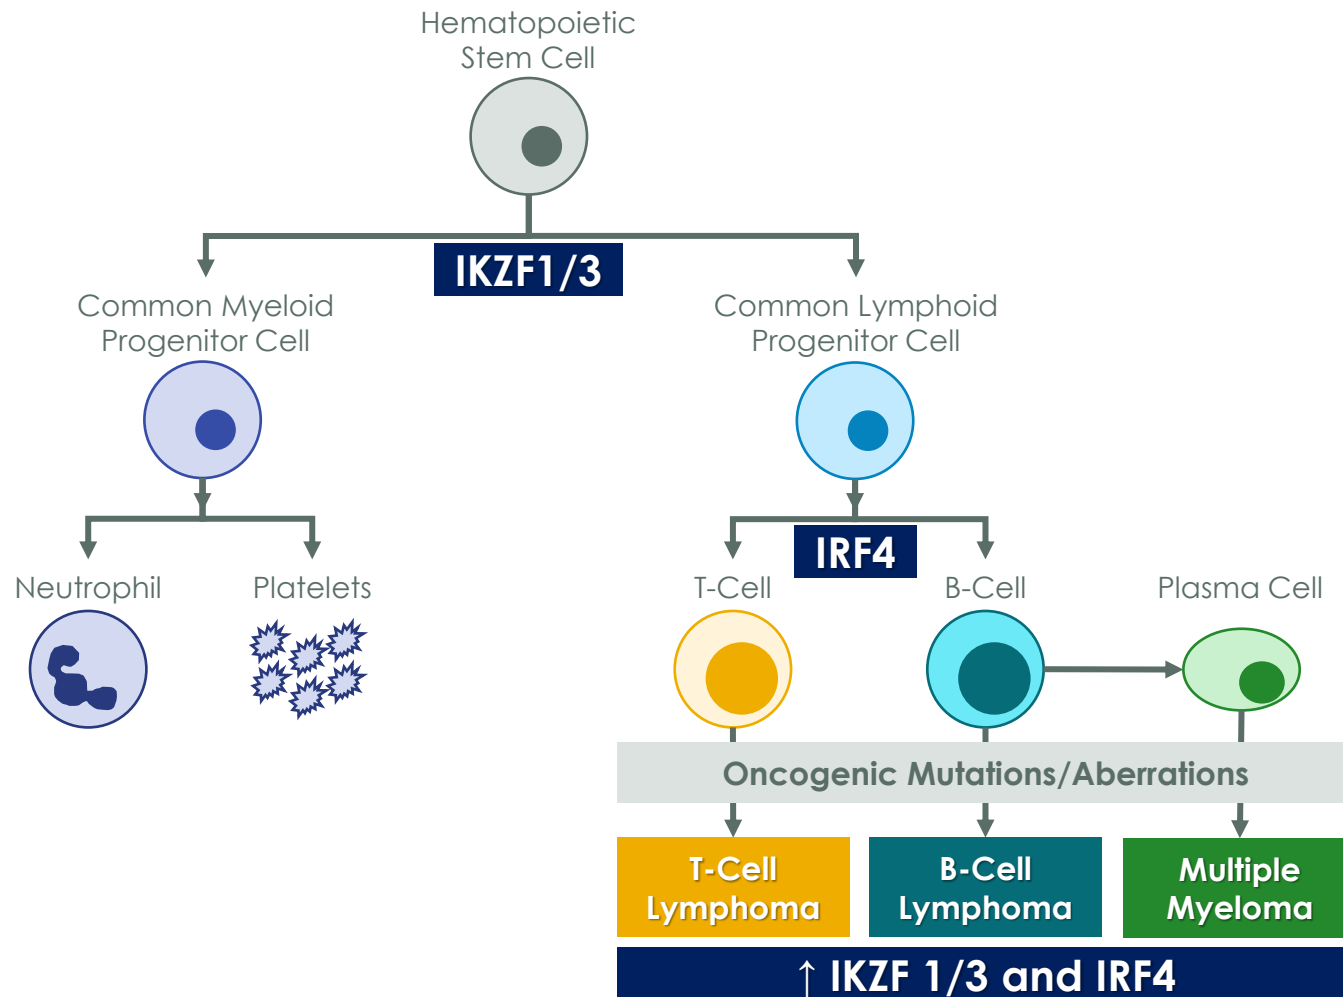 Hematopoietic
Stem Cell
IKZF1/3
Common Myeloid
Progenitor Cell
Common Lymphoid
Progenitor Cell
IRF4
Neutrophil
Platelets
T-Cell
B-Cell
Plasma Cell
Oncogenic Mutations/Aberrations
T-Cell
Lymphoma
B-Cell
Lymphoma
Multiple
Myeloma
↑ IKZF 1/3 and IRF4